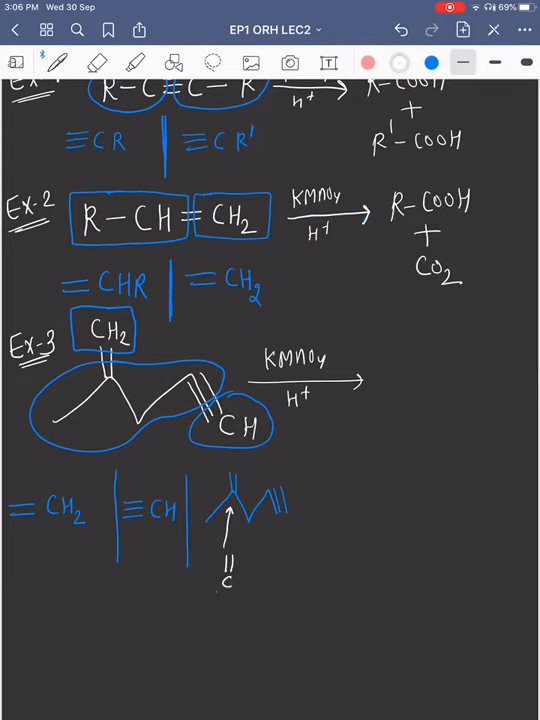 3:06 PM Wed 30 Sep 69%
EP1 ORH LEC2
R-C≡C-R H⁺ R-COOH
+
≡CR | ≡CR' R'-COOH
Ex-2 R-CH=CH₂ KMNO₄ H⁺ R-COOH
+
CO₂
=CHR | =CH₂
Ex-3 CH₂
CH KMNO₄ H⁺
=CH₂ | ≡CH |
C